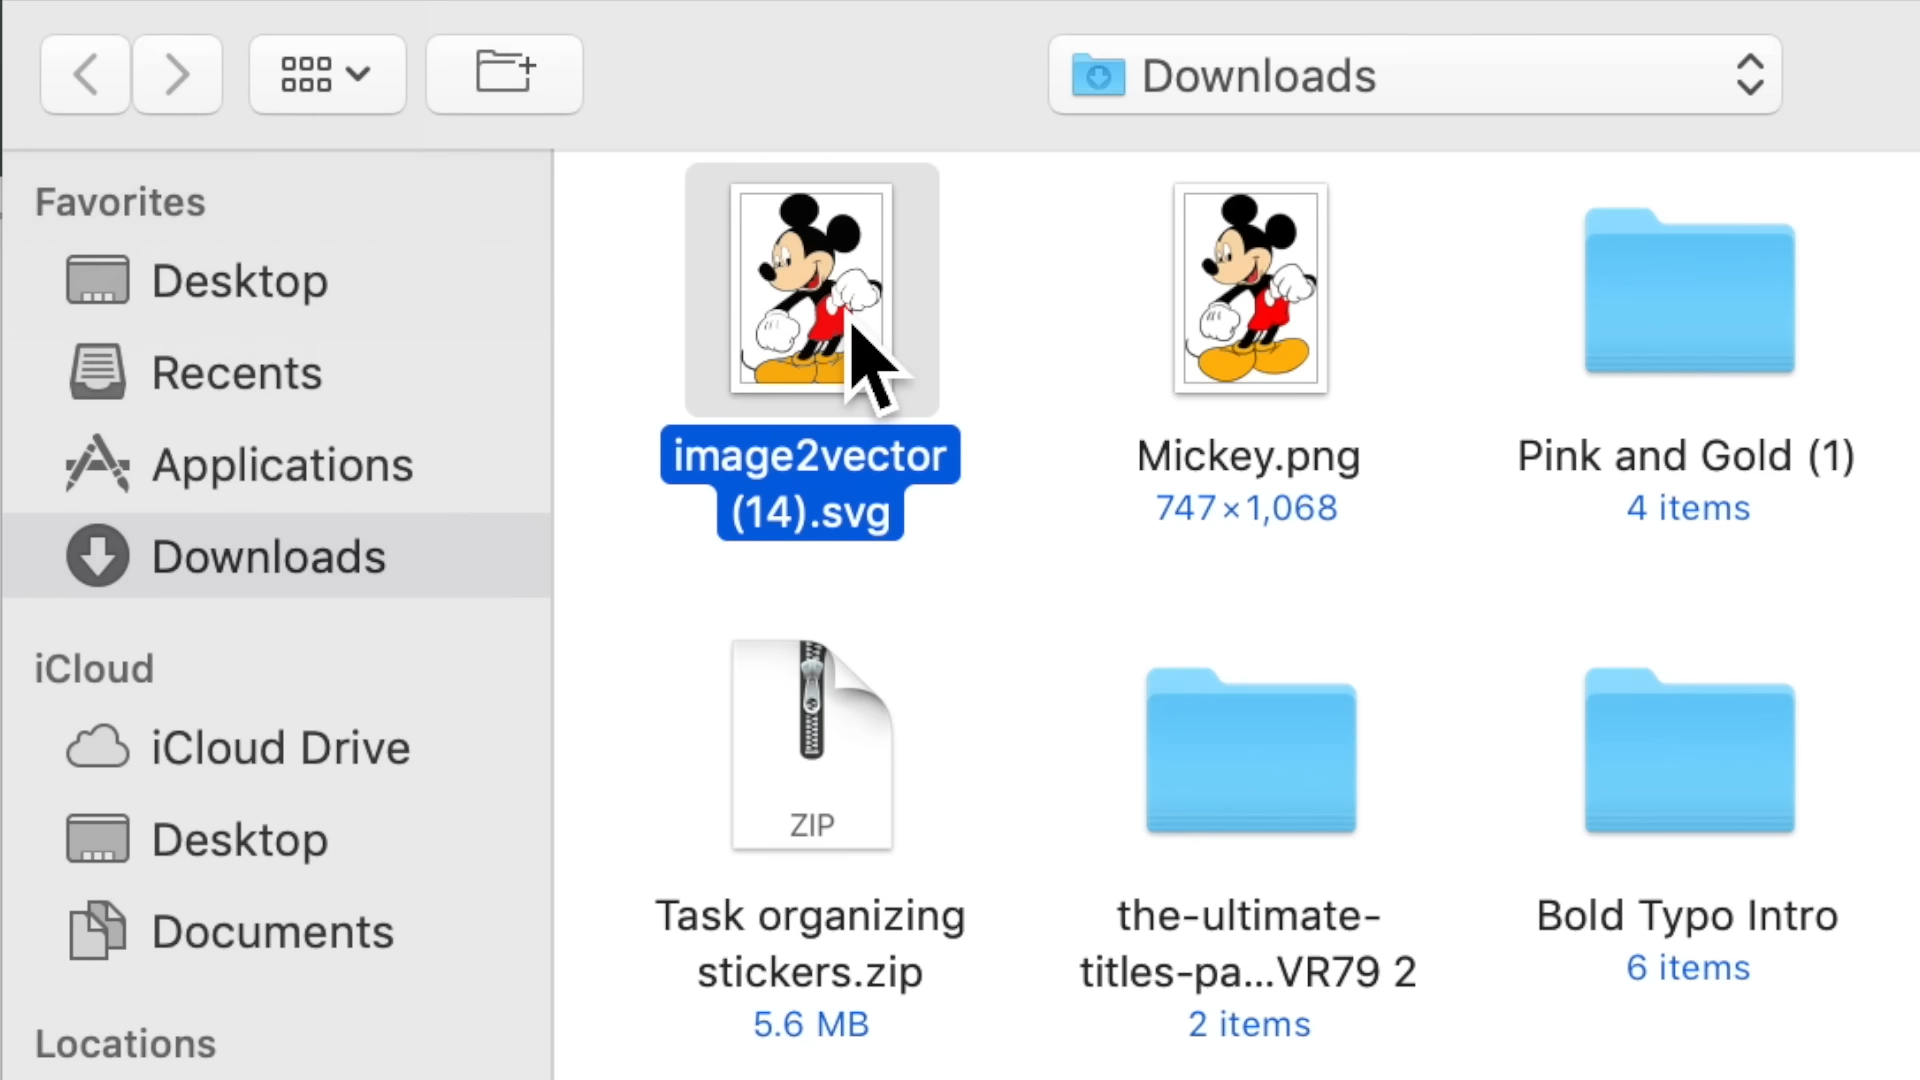 Downloads
Favorites
Desktop
Recents
Applications
Downloads
iCloud
iCloud Drive
Desktop
Documents
Locations
image2vector
(14).svg
Mickey.png
747×1,068
Pink and Gold (1)
4 items
ZIP
Task organizing
stickers.zip
5.6 MB
the-ultimate-
titles-pa...VR79 2
2 items
Bold Typo Intro
6 items